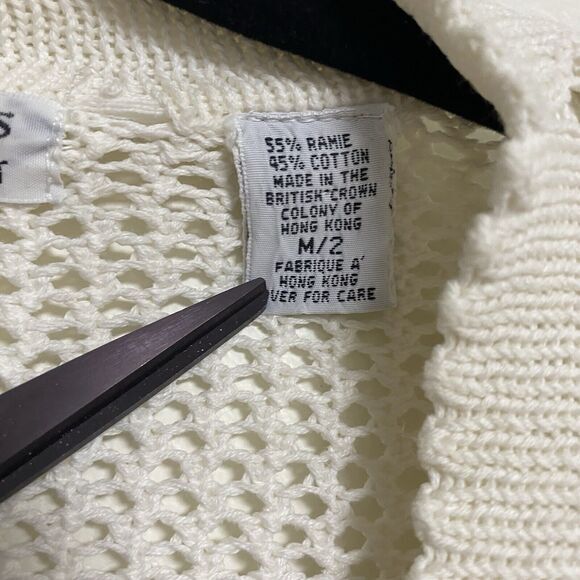 55% RAMIE
45% COTTON
MADE IN THE
BRITISH CROWN
COLONY OF
HONG KONG
M/2
FABRIQUE A'
HONG KONG
VER FOR CARE